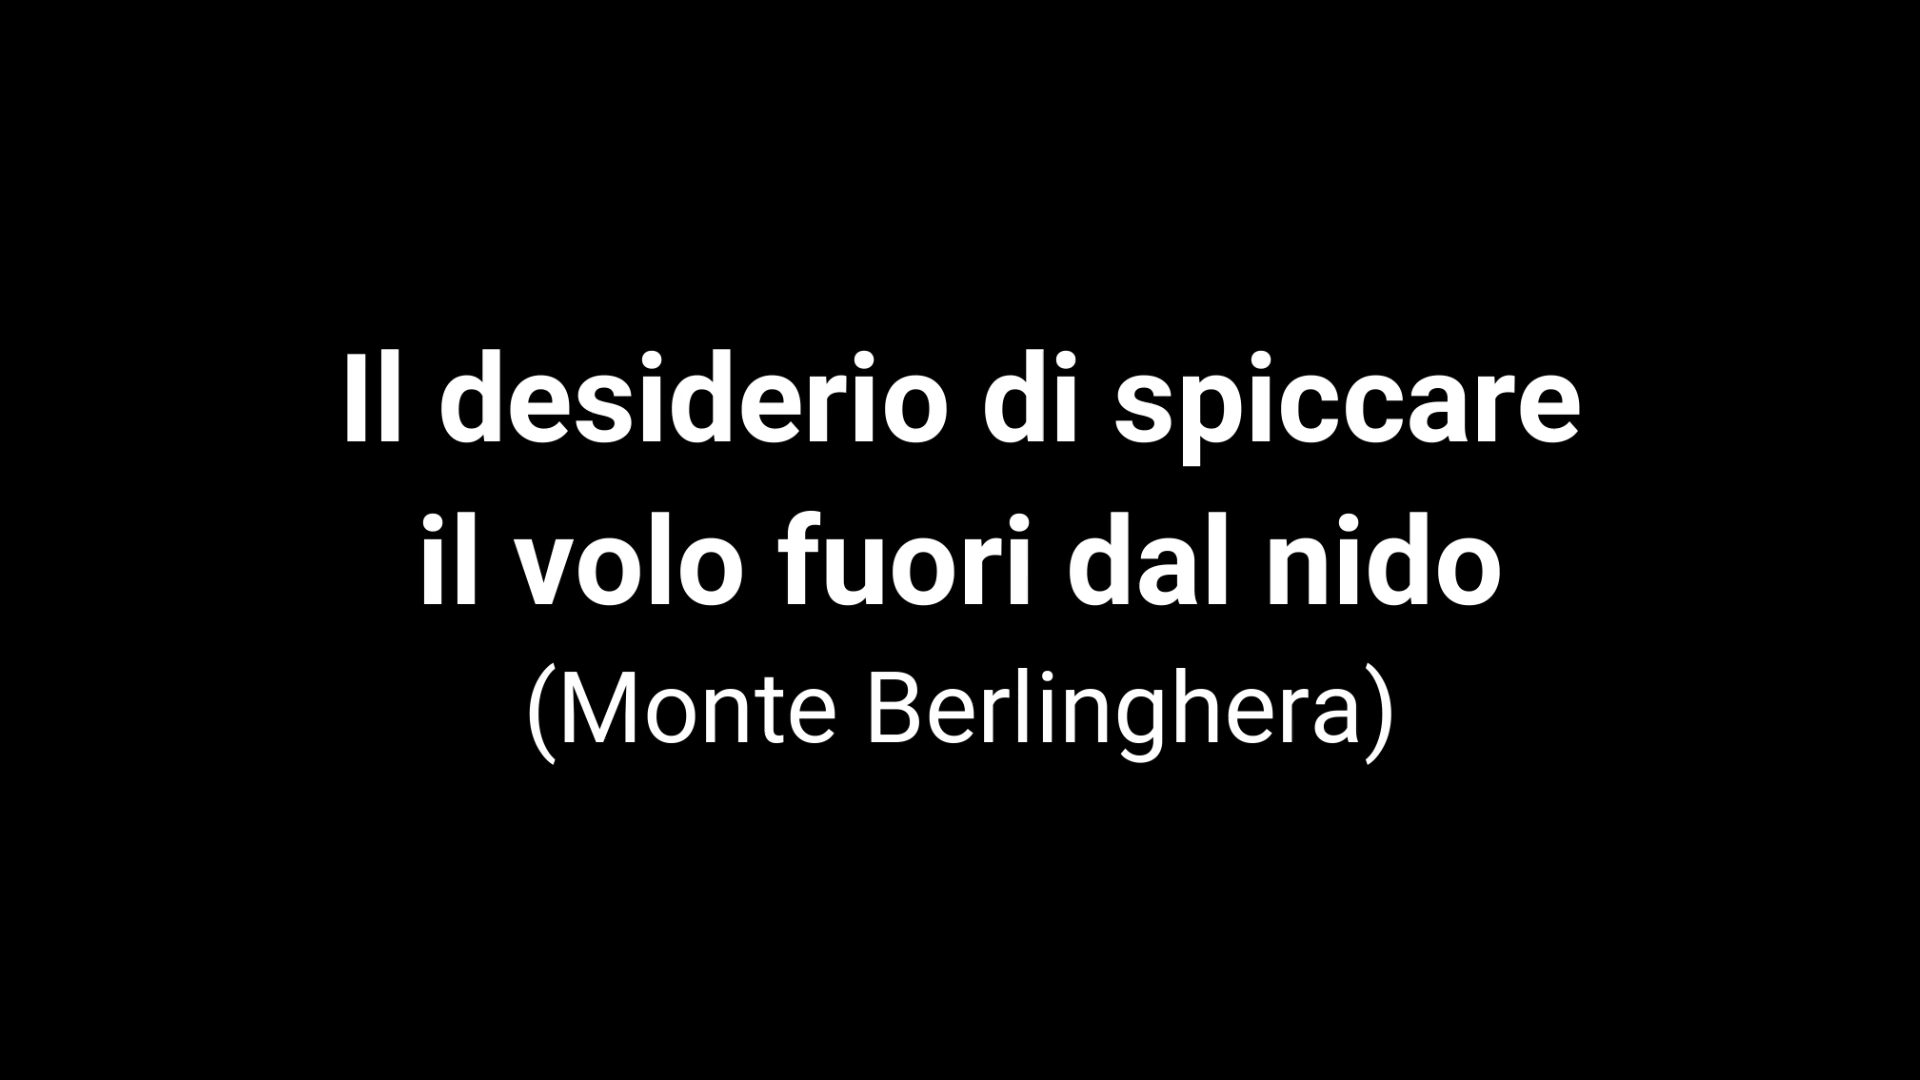 Il desiderio di spiccare
il volo fuori dal nido
(Monte Berlinghera)